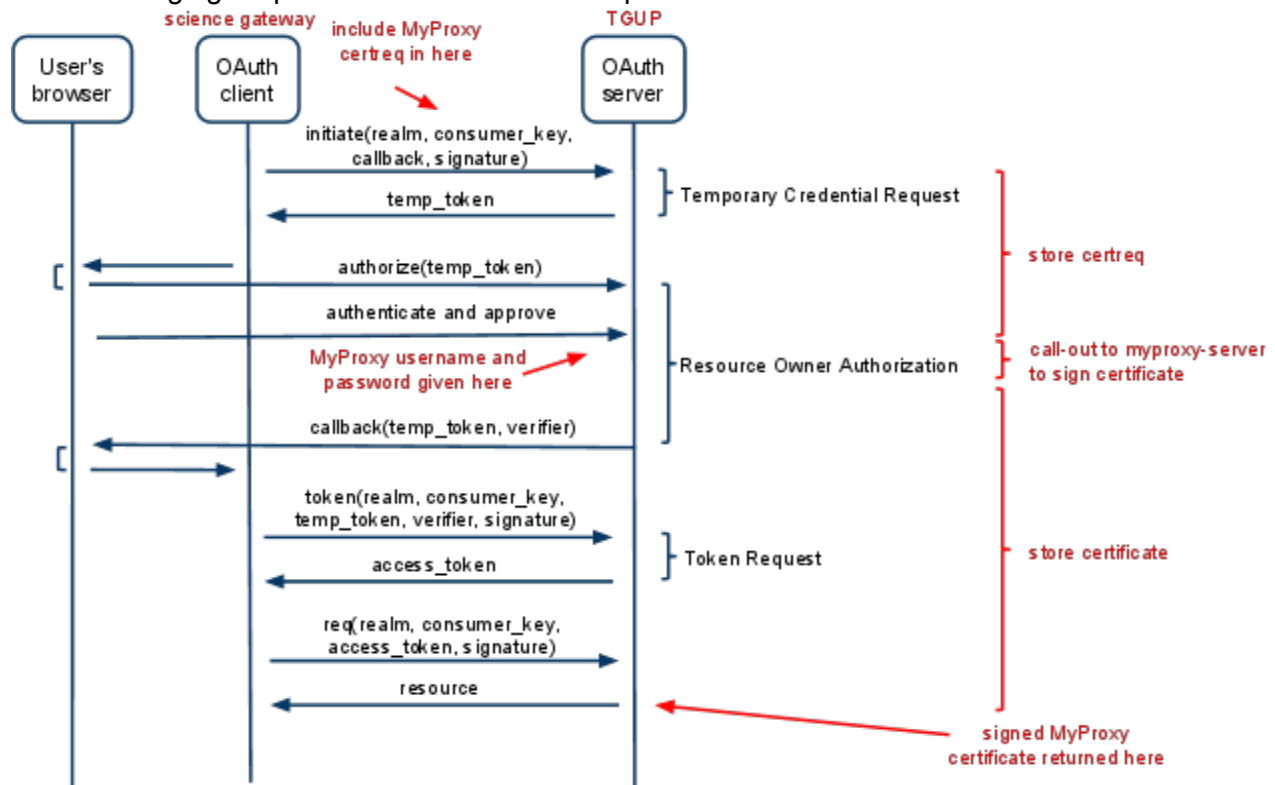 science gateway
include MyProxy
certreq in here
TGUP
User's
browser
OAuth
client
OAuth
server
initiate(realm, consumer_key,
callback, signature)
temp_token
Temporary Credential Request
store certreq
authorize(temp_token)
authenticate and approve
MyProxy username and
password given here
Resource Owner Authorization
call-out to myproxy-server
to sign certificate
callback(temp_token, verifier)
token(realm, consumer_key,
temp_token, verifier, signature)
access_token
Token Request
store certificate
req(realm, consumer_key,
access_token, signature)
resource
signed MyProxy
certificate returned here